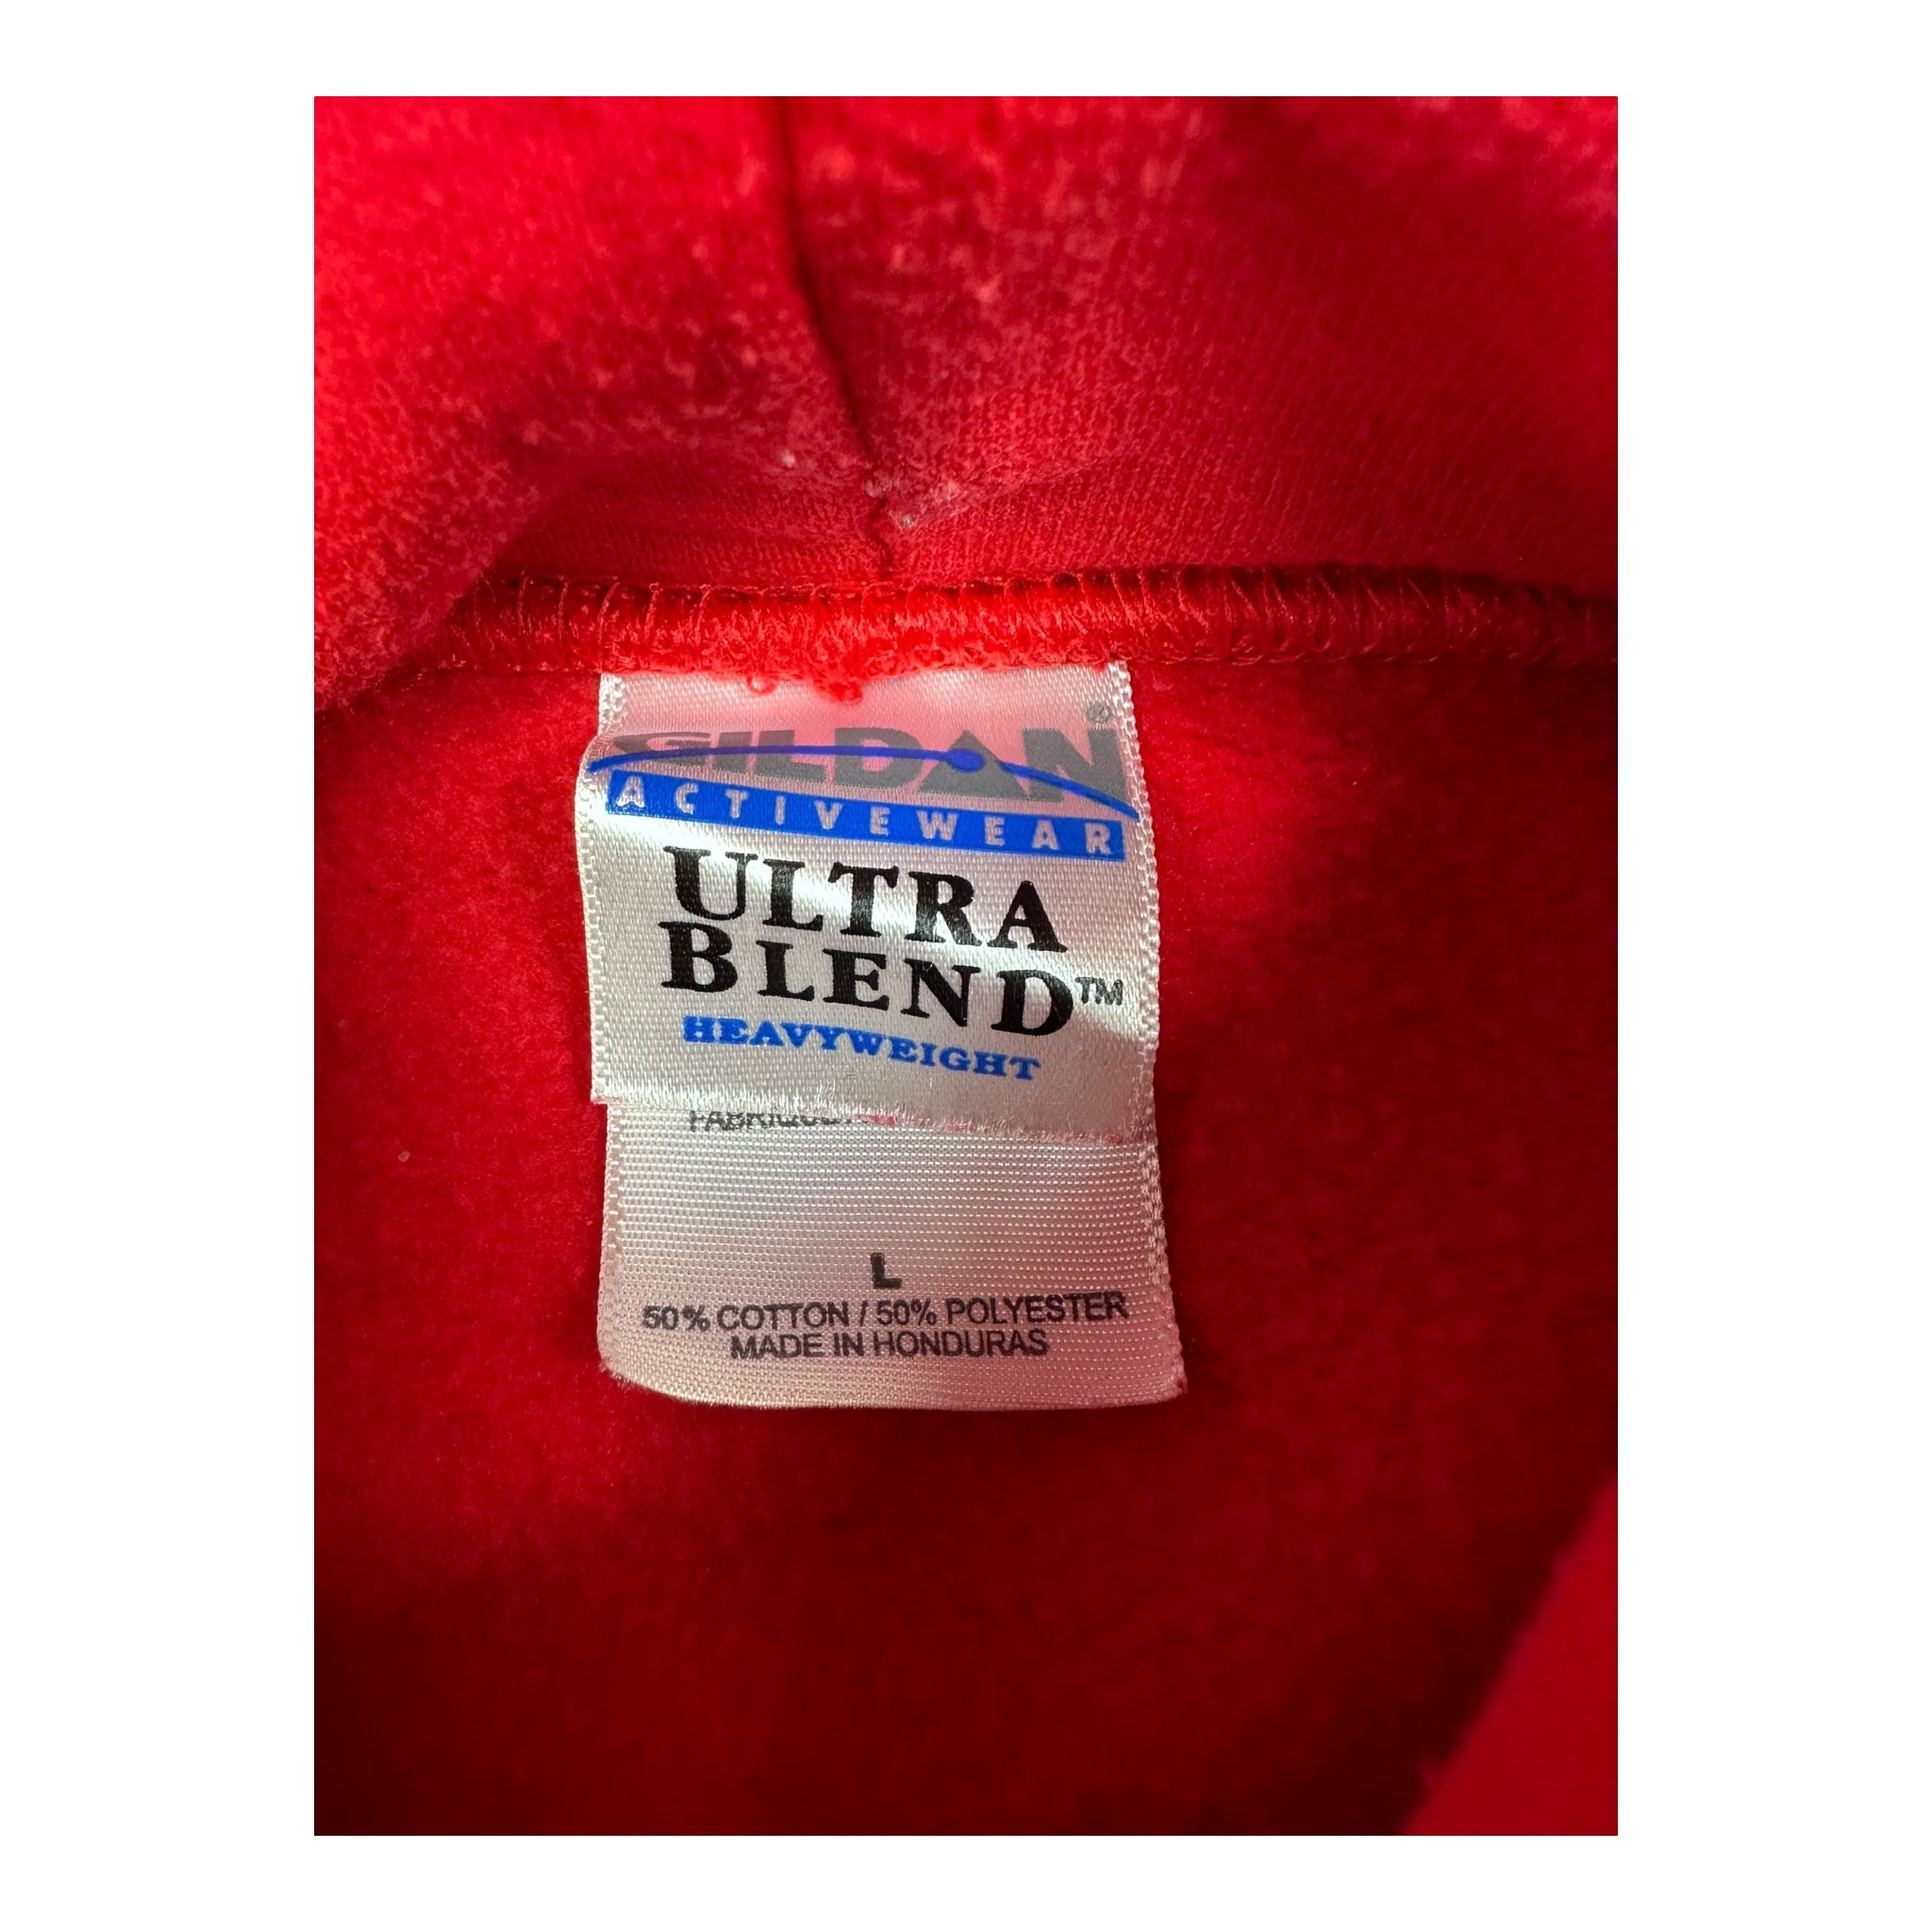 GILDAN®
ACTIVEWEAR
ULTRA
BLEND™
HEAVYWEIGHT
L
50% COTTON / 50% POLYESTER
MADE IN HONDURAS